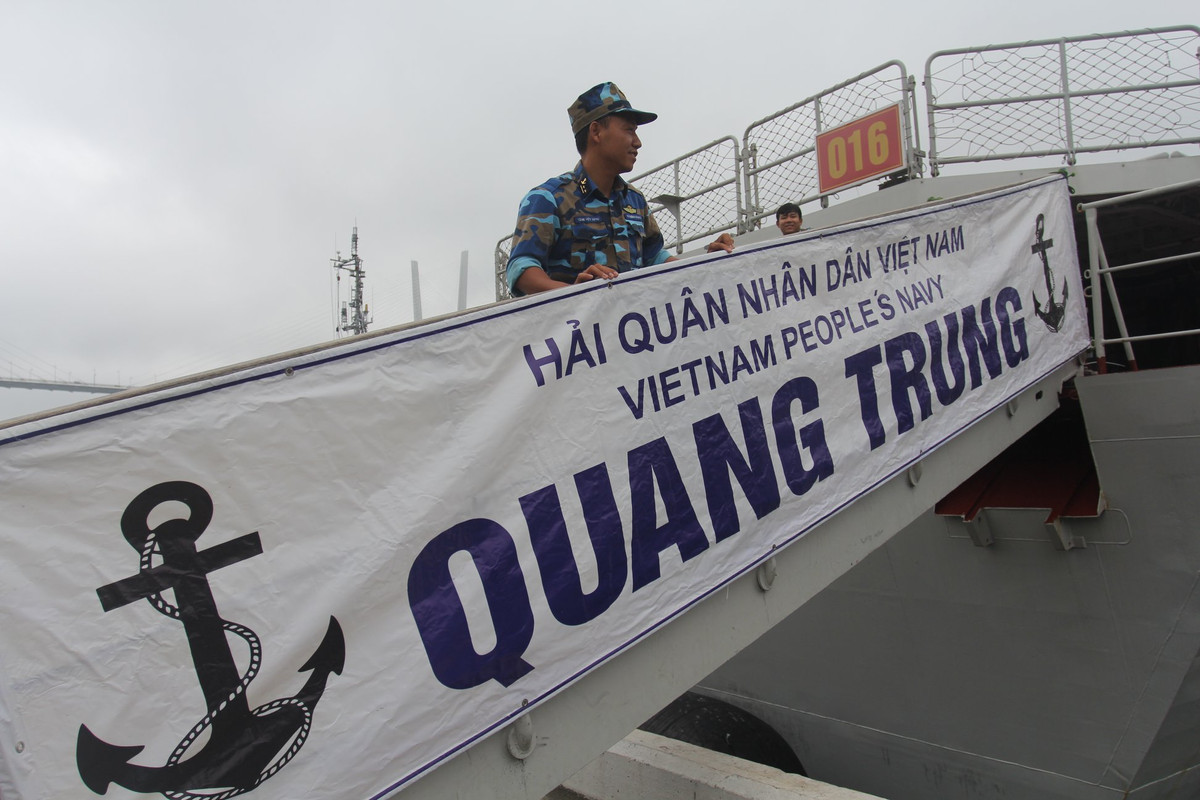 016
HẢI QUÂN NHÂN DÂN VIỆT NAM
VIETNAM PEOPLE'S NAVY
QUANG TRUNG